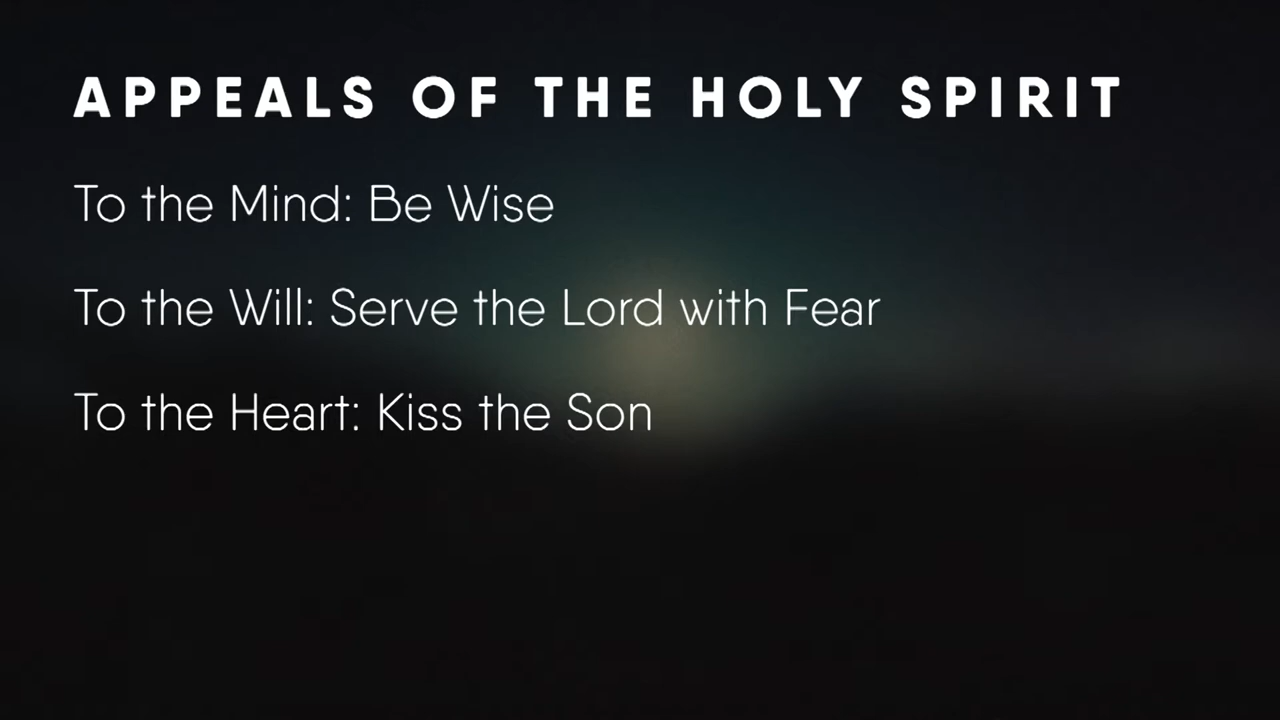 APPEALS OF THE HOLY SPIRIT
To the Mind: Be Wise
To the Will: Serve the Lord with Fear
To the Heart: Kiss the Son